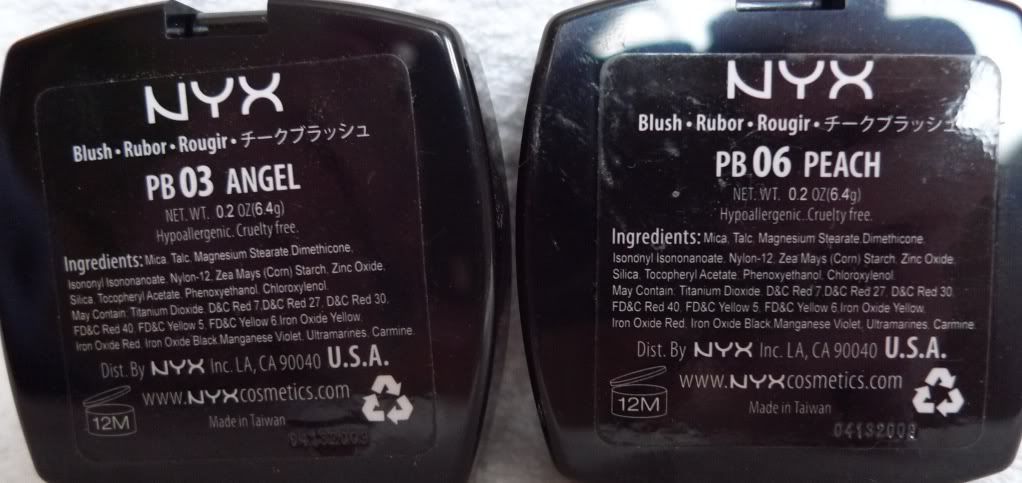 NYX
Blush • Rubor • Rougir • チークブラッシュ
PB 03 ANGEL
NET. WT. 0.2 OZ(6.4g)
Hypoallergenic. Cruelty free.
Ingredients: Mica, Talc, Magnesium Stearate, Dimethicone,
Isononyl Isononanoate, Nylon-12, Zea Mays (Corn) Starch, Zinc Oxide,
Silica, Tocopheryl Acetate, Phenoxyethanol, Chloroxylenol.
May Contain: Titanium Dioxide, D&C Red 7,D&C Red 27, D&C Red 30,
FD&C Red 40, FD&C Yellow 5, FD&C Yellow 6,Iron Oxide Yellow,
Iron Oxide Red, Iron Oxide Black,Manganese Violet, Ultramarines, Carmine.
Dist. By NYX Inc. LA, CA 90040 U.S.A.
www.NYXcosmetics.com
12M
Made in Taiwan
04132009
NYX
Blush • Rubor • Rougir • チークブラッシュ
PB 06 PEACH
NET. WT. 0.2 OZ(6.4g)
Hypoallergenic. Cruelty free.
Ingredients: Mica, Talc, Magnesium Stearate, Dimethicone,
Isononyl Isononanoate, Nylon-12, Zea Mays (Corn) Starch, Zinc Oxide,
Silica, Tocopheryl Acetate, Phenoxyethanol, Chloroxylenol.
May Contain: Titanium Dioxide, D&C Red 7,D&C Red 27, D&C Red 30,
FD&C Red 40, FD&C Yellow 5, FD&C Yellow 6,Iron Oxide Yellow,
Iron Oxide Red, Iron Oxide Black,Manganese Violet, Ultramarines, Carmine.
Dist. By NYX Inc. LA, CA 90040 U.S.A.
www.NYXcosmetics.com
12M
Made in Taiwan
04132009